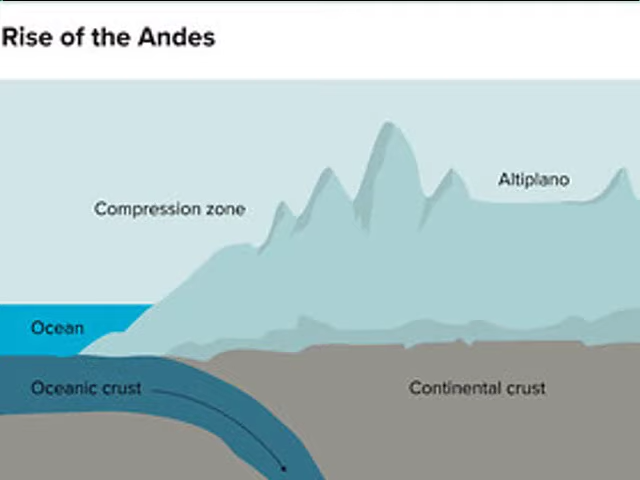 Rise of the Andes
Altiplano
Compression zone
Ocean
Oceanic crust
Continental crust